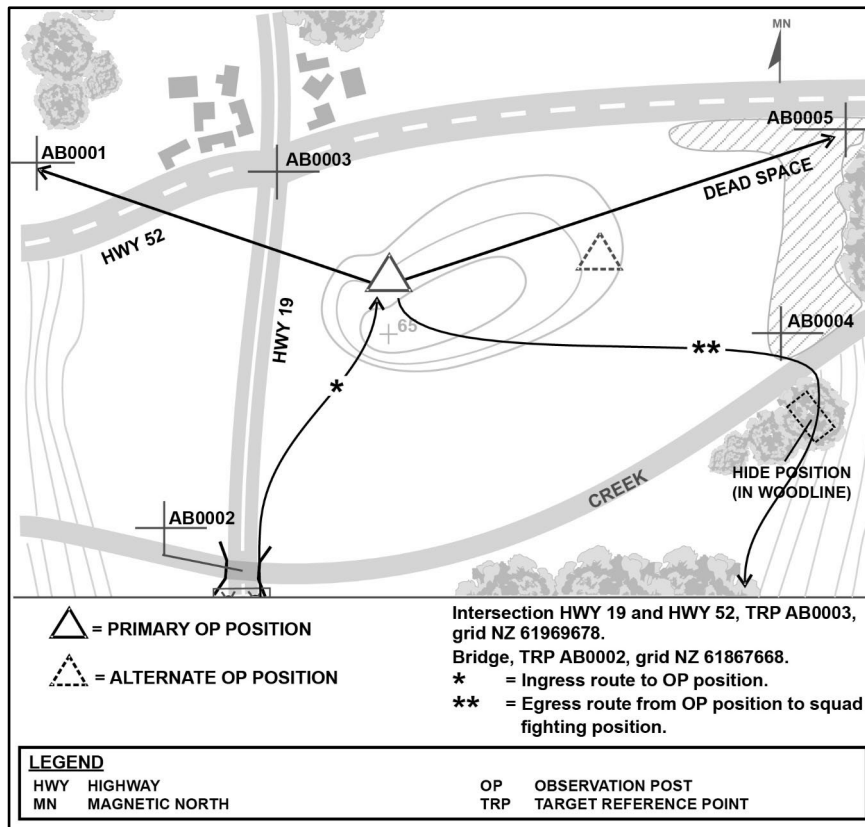 MN
AB0005
AB0001
AB0003
DEAD SPACE
HWY 52
HWY 19
65
AB0004
*
**
HIDE POSITION
(IN WOODLINE)
CREEK
AB0002
= PRIMARY OP POSITION
= ALTERNATE OP POSITION
Intersection HWY 19 and HWY 52, TRP AB0003,
grid NZ 61969678.
Bridge, TRP AB0002, grid NZ 61867668.
* = Ingress route to OP position.
** = Egress route from OP position to squad
fighting position.
LEGEND
HWY HIGHWAY OP OBSERVATION POST
MN MAGNETIC NORTH TRP TARGET REFERENCE POINT